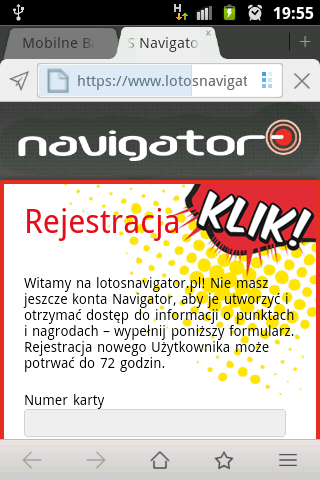 H
19:55
Mobilne B
S Navigato
https://www.lotosnavigat
navigator
Rejestracja
KLIK!
Witamy na lotosnavigator.pl! Nie masz
jeszcze konta Navigator, aby je utworzyć i
otrzymać dostęp do informacji o punktach
i nagrodach – wypełnij poniższy formularz.
Rejestracja nowego Użytkownika może
potrwać do 72 godzin.
Numer karty